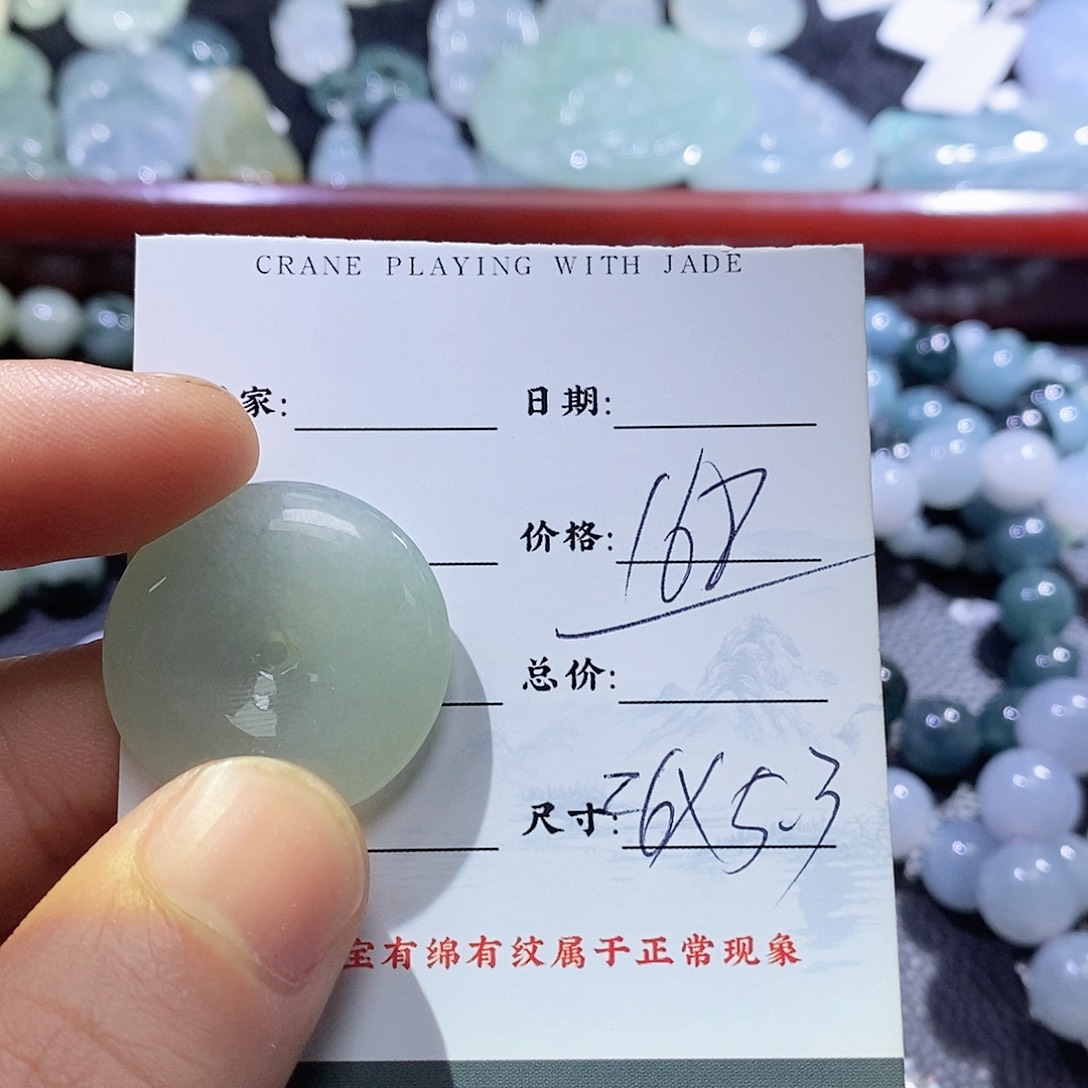 CRANE PLAYING WITH JADE
家: 日期:
价格: 168
总价:
尺寸: 26X5.3
宝有绵有纹属于正常现象